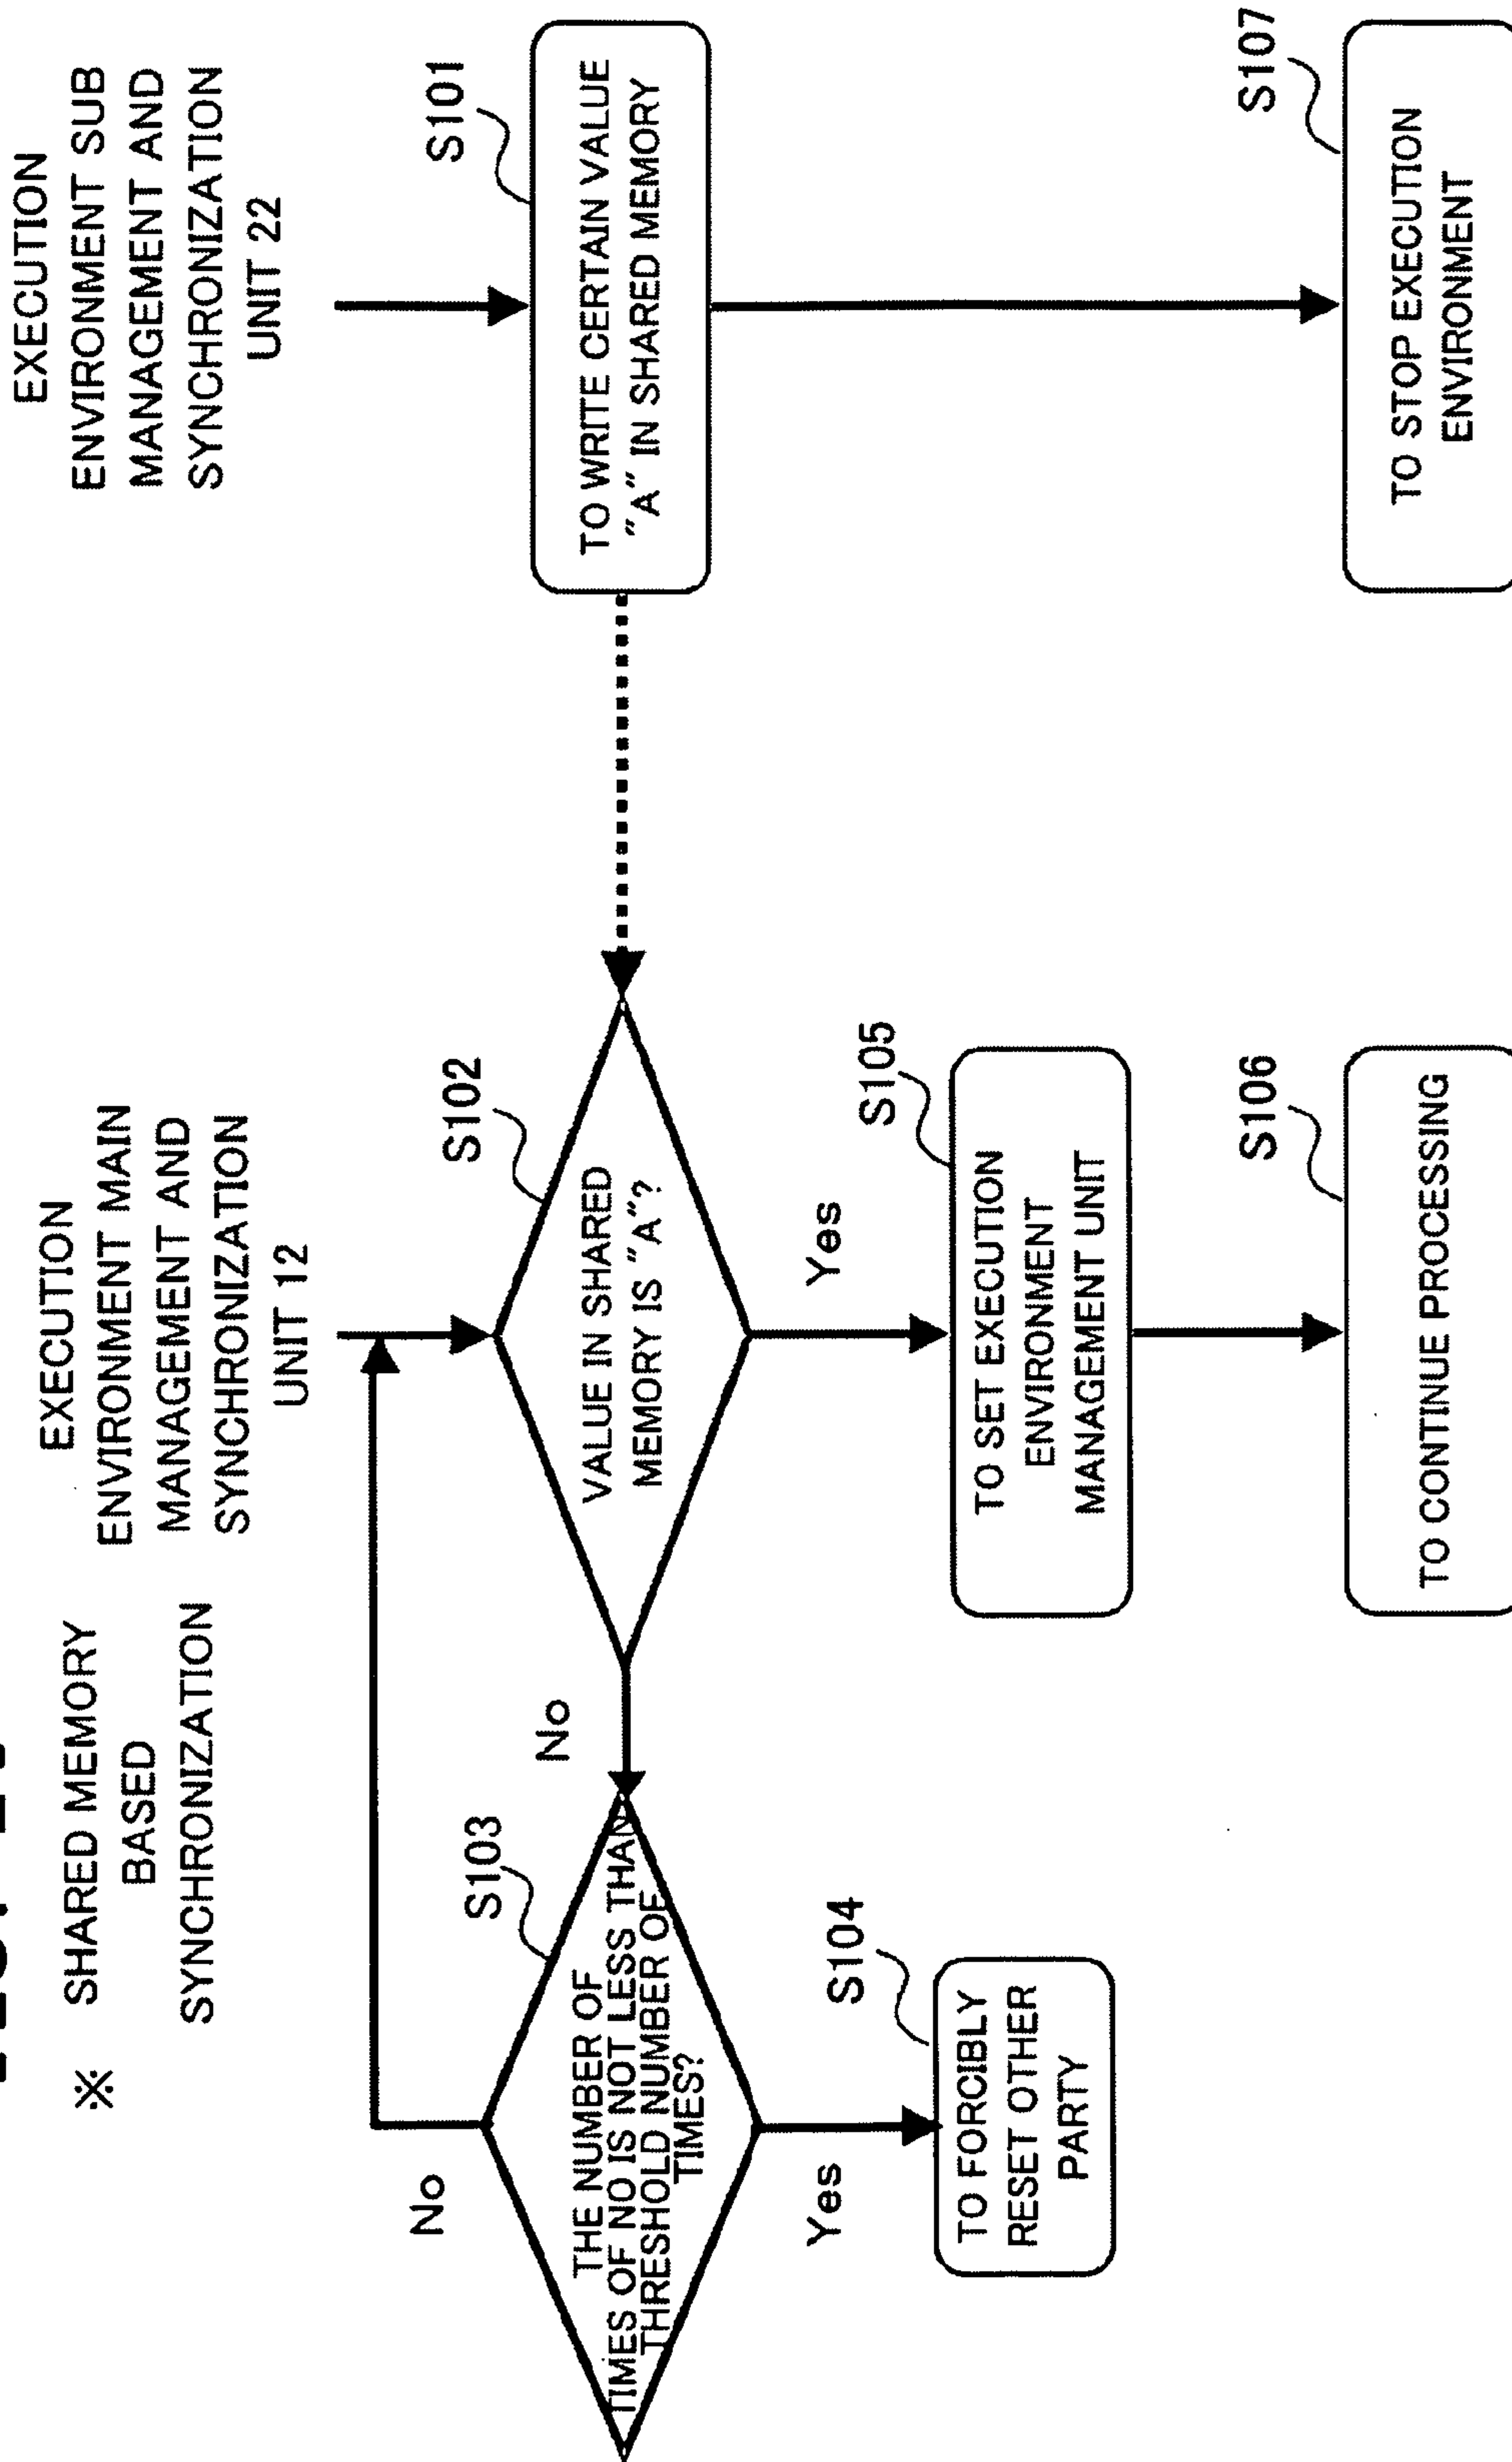 ※ SHARED MEMORY
BASED
SYNCHRONIZATION
EXECUTION
ENVIRONMENT MAIN
MANAGEMENT AND
SYNCHRONIZATION
UNIT 12
EXECUTION
ENVIRONMENT SUB
MANAGEMENT AND
SYNCHRONIZATION
UNIT 22
S101
TO WRITE CERTAIN VALUE
"A" IN SHARED MEMORY
S102
VALUE IN SHARED
MEMORY IS "A"?
No
Yes
S103
THE NUMBER OF
TIMES OF NO IS NOT LESS THAN
THRESHOLD NUMBER OF
TIMES?
No
Yes
S104
TO FORCIBLY
RESET OTHER
PARTY
S105
TO SET EXECUTION
ENVIRONMENT
MANAGEMENT UNIT
S106
TO CONTINUE PROCESSING
S107
TO STOP EXECUTION
ENVIRONMENT